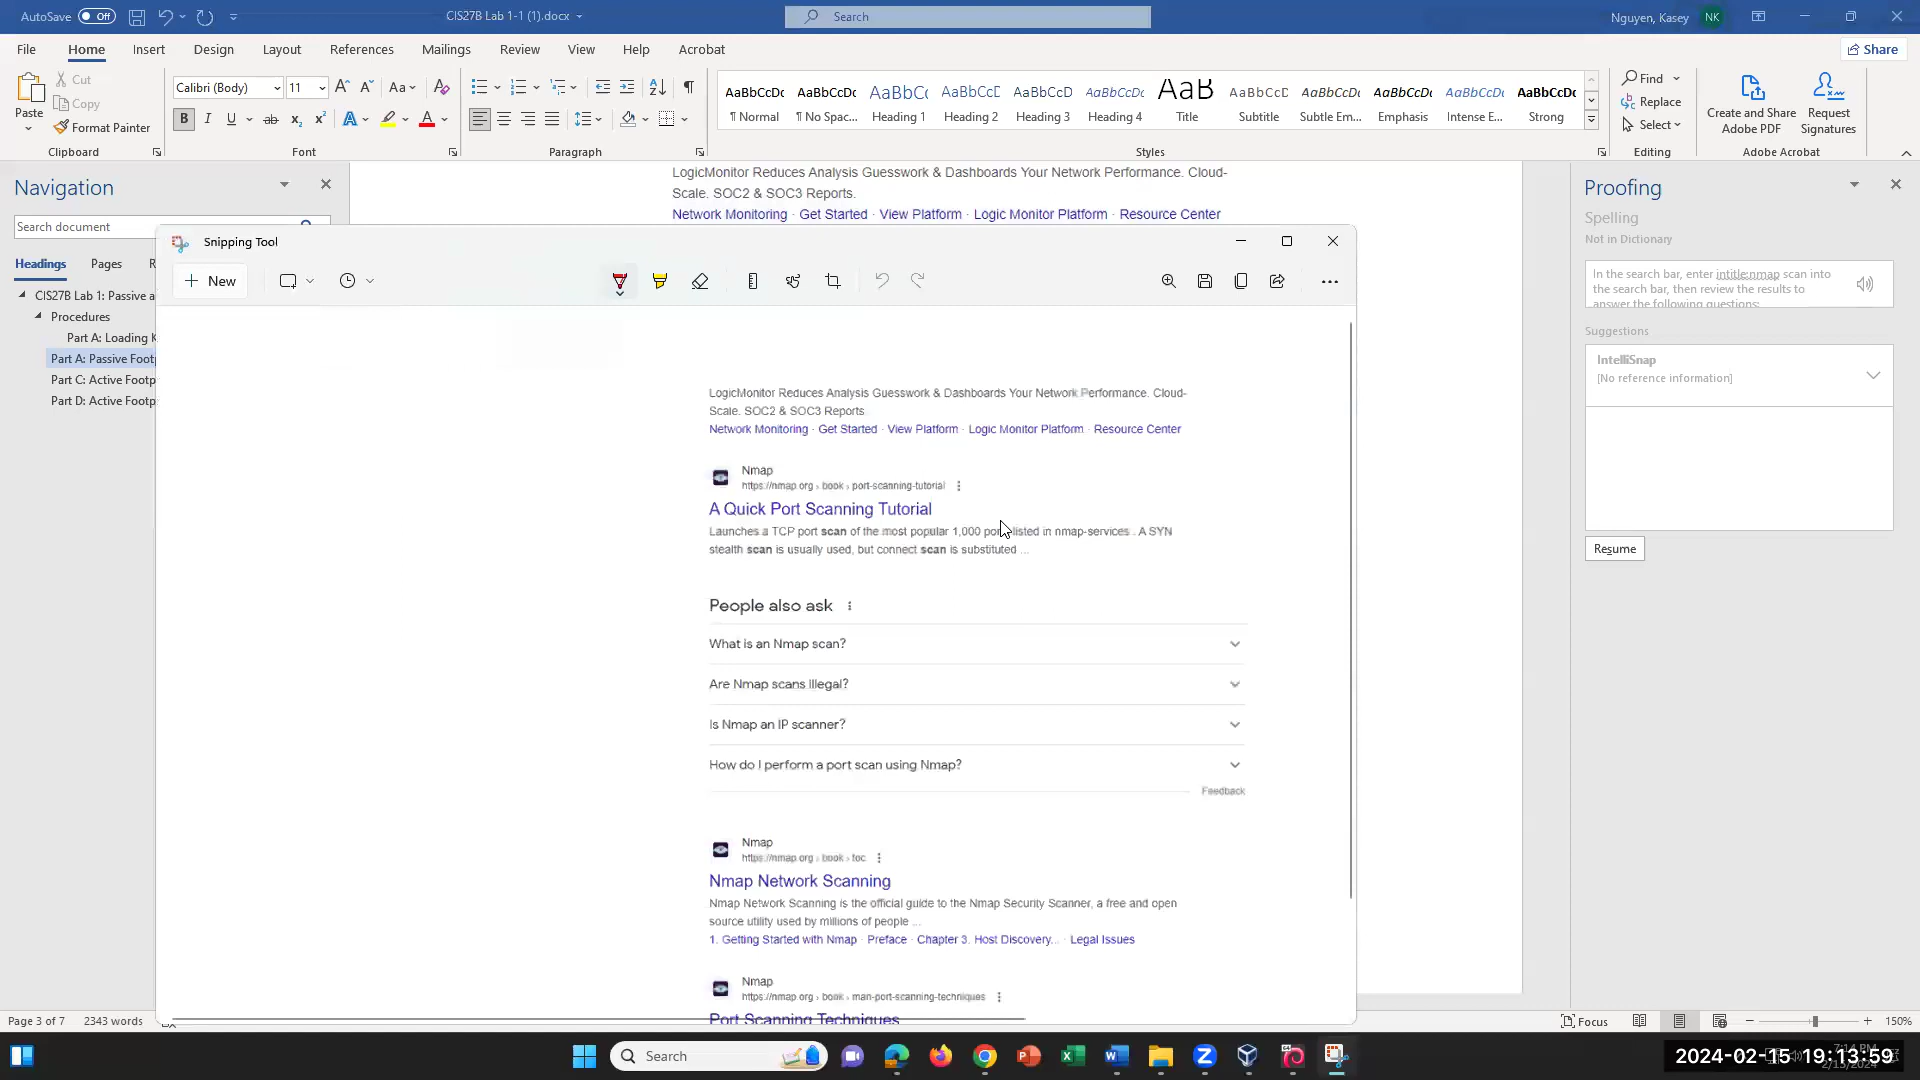 AutoSave Off
CIS27B Lab 1-1 (1).docx
Search
Nguyen, Kasey NK
File Home Insert Design Layout References Mailings Review View Help Acrobat
Share
Paste
Cut
Copy
Format Painter
Clipboard
Calibri (Body) 11
Font
Paragraph
AaBbCcDc AaBbCcDc AaBbC( AaBbCcC AaBbCcDc AaBbCcDc AaB AaBbCcD AaBbCcDc AaBbCcDc AaBbCcDc AaBbCcDc
¶ Normal ¶ No Spac... Heading 1 Heading 2 Heading 3 Heading 4 Title Subtitle Subtle Em... Emphasis Intense E... Strong
Styles
Find
Replace
Select
Editing
Create and Share Adobe PDF
Request Signatures
Adobe Acrobat
Navigation
Search document
Headings Pages R
CIS27B Lab 1: Passive a
Procedures
Part A: Loading K
Part A: Passive Footp
Part C: Active Footp
Part D: Active Footp
LogicMonitor Reduces Analysis Guesswork & Dashboards Your Network Performance. Cloud-
Scale. SOC2 & SOC3 Reports.
Network Monitoring · Get Started · View Platform · Logic Monitor Platform · Resource Center
Snipping Tool
New
LogicMonitor Reduces Analysis Guesswork & Dashboards Your Network Performance. Cloud-
Scale. SOC2 & SOC3 Reports
Network Monitoring · Get Started · View Platform · Logic Monitor Platform · Resource Center
Nmap
https://nmap.org › book › port-scanning-tutorial
A Quick Port Scanning Tutorial
Launches a TCP port scan of the most popular 1,000 listed in nmap-services . A SYN
stealth scan is usually used, but connect scan is substituted ...
People also ask
What is an Nmap scan?
Are Nmap scans illegal?
Is Nmap an IP scanner?
How do I perform a port scan using Nmap?
Feedback
Nmap
https://nmap.org › book › toc
Nmap Network Scanning
Nmap Network Scanning is the official guide to the Nmap Security Scanner, a free and open
source utility used by millions of people ...
1. Getting Started with Nmap · Preface · Chapter 3. Host Discovery... · Legal Issues
Nmap
https://nmap.org › book › man-port-scanning-techniques
Port Scanning Techniques
Proofing
Spelling
Not in Dictionary
In the search bar, enter intitle:nmap scan into
the search bar, then review the results to
answer the following questions:
Suggestions
IntelliSnap
[No reference information]
Resume
Page 3 of 7 2343 words
Focus
150%
Search
2024-02-15 19:13:59